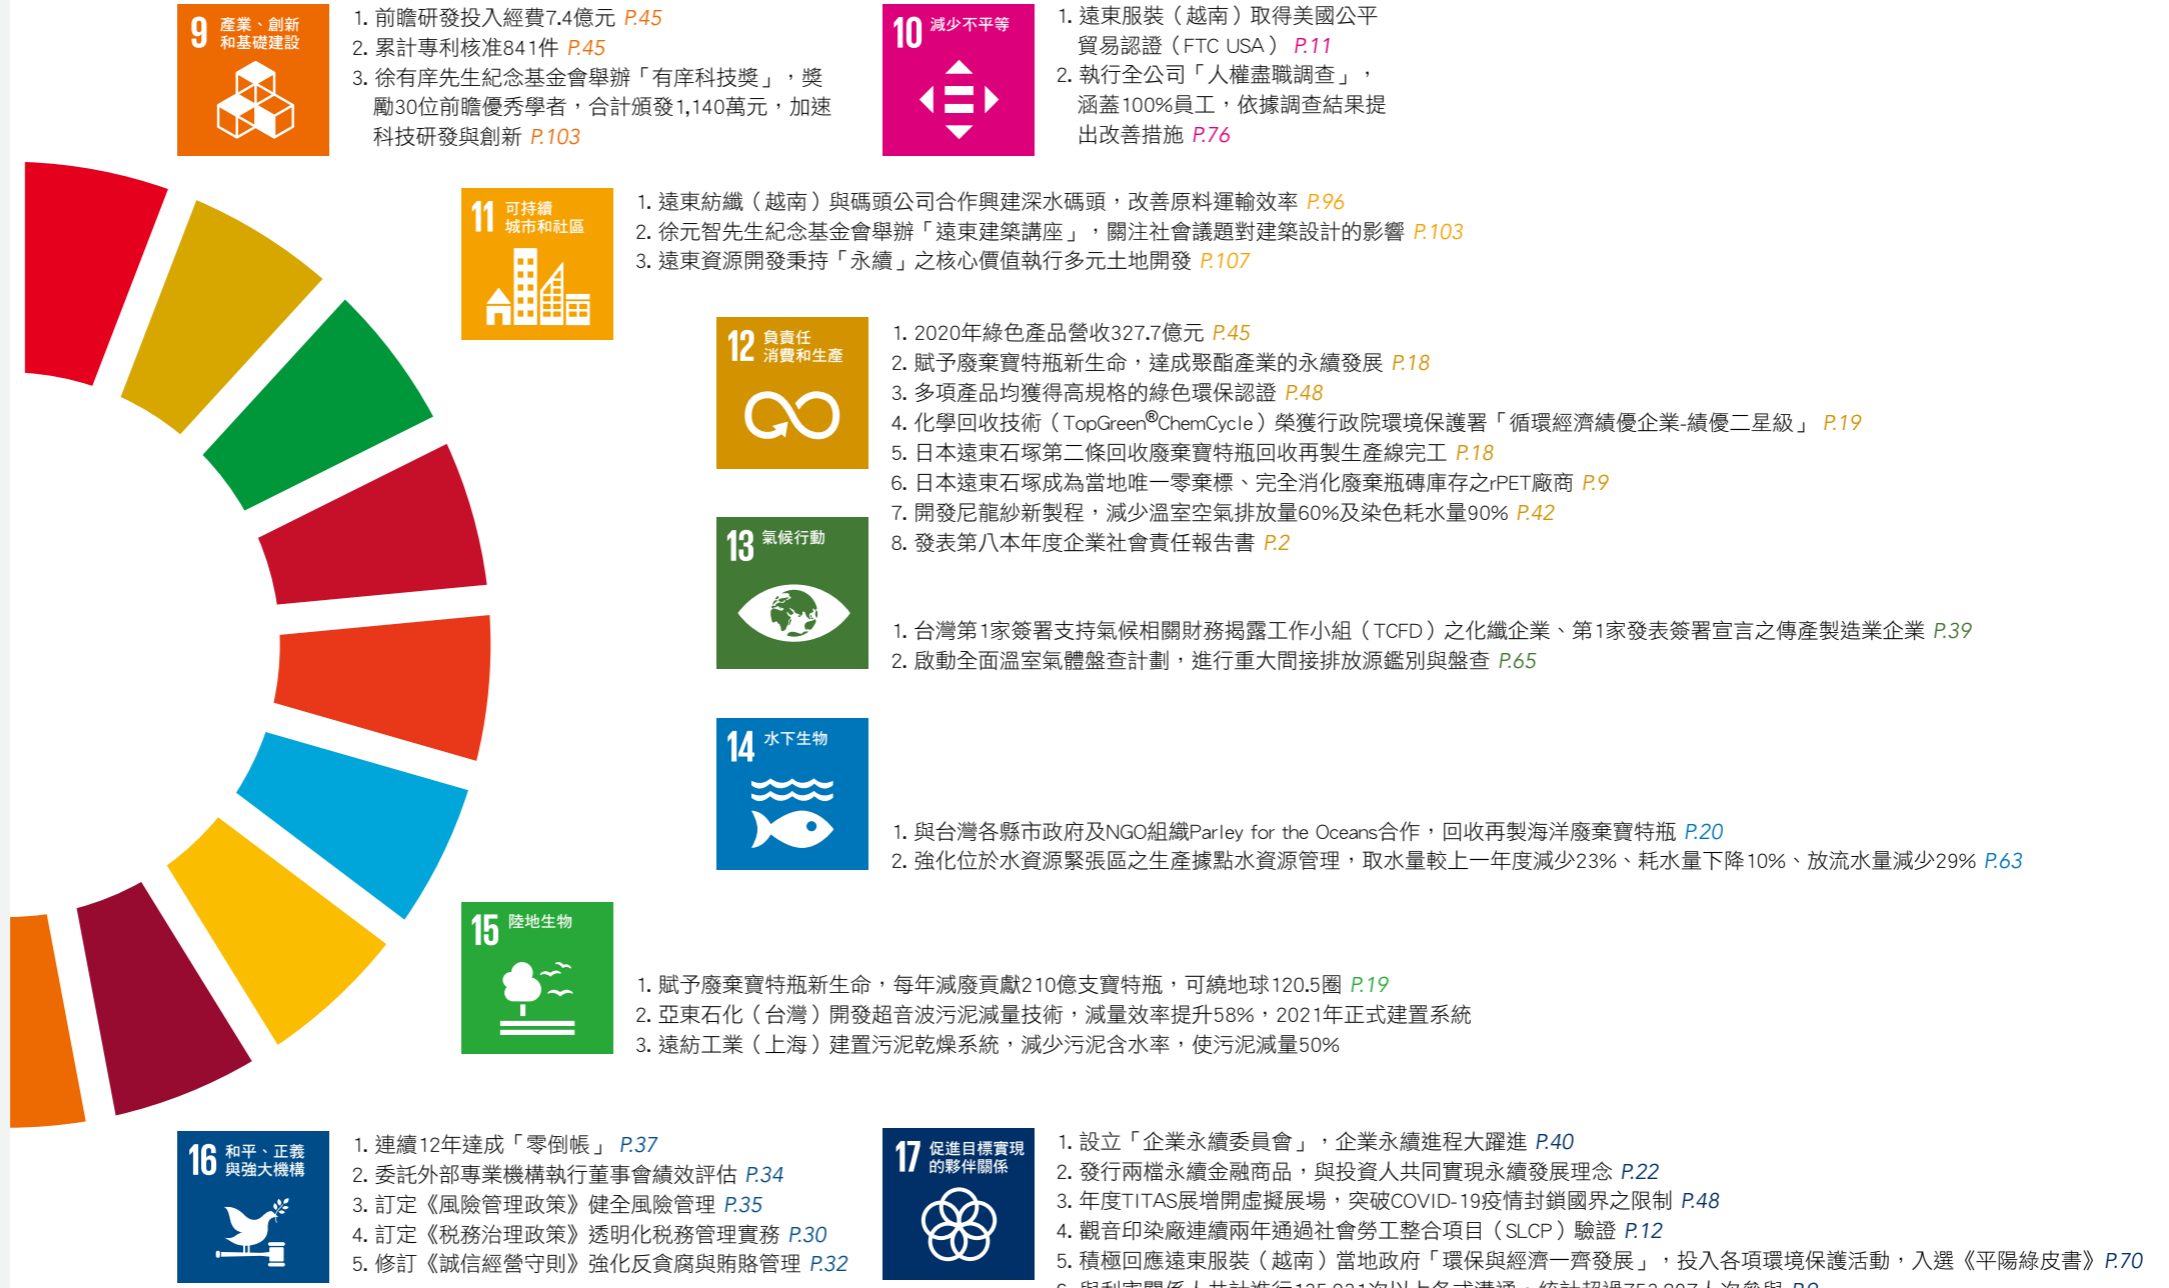 9 產業、創新
和基礎建設
1. 前瞻研發投入經費7.4億元 P.45
2. 累計專利核准841件 P.45
3. 徐有庠先生紀念基金會舉辦「有庠科技獎」，獎
勵30位前瞻優秀學者，合計頒發1,140萬元，加速
科技研發與創新 P.103
10 減少不平等
1. 遠東服裝（越南）取得美國公平
貿易認證（FTC USA） P.11
2. 執行全公司「人權盡職調查」，
涵蓋100%員工，依據調查結果提
出改善措施 P.76
11 可持續
城市和社區
1. 遠東紡纖（越南）與碼頭公司合作興建深水碼頭，改善原料運輸效率 P.96
2. 徐元智先生紀念基金會舉辦「遠東建築講座」，關注社會議題對建築設計的影響 P.103
3. 遠東資源開發秉持「永續」之核心價值執行多元土地開發 P.107
12 負責任
消費和生產
1. 2020年綠色產品營收327.7億元 P.45
2. 賦予廢棄寶特瓶新生命，達成聚酯產業的永續發展 P.18
3. 多項產品均獲得高規格的綠色環保認證 P.48
4. 化學回收技術（TopGreen®ChemCycle）榮獲行政院環境保護署「循環經濟績優企業-績優二星級」 P.19
5. 日本遠東石塚第二條回收廢棄寶特瓶回收再製生產線完工 P.18
6. 日本遠東石塚成為當地唯一零棄標、完全消化廢棄瓶磚庫存之rPET廠商 P.9
7. 開發尼龍紗新製程，減少溫室空氣排放量60%及染色耗水量90% P.42
8. 發表第八本年度企業社會責任報告書 P.2
13 氣候行動
1. 台灣第1家簽署支持氣候相關財務揭露工作小組（TCFD）之化纖企業、第1家發表簽署宣言之傳產製造業企業 P.39
2. 啟動全面溫室氣體盤查計劃，進行重大間接排放源鑑別與盤查 P.65
14 水下生物
1. 與台灣各縣市政府及NGO組織Parley for the Oceans合作，回收再製海洋廢棄寶特瓶 P.20
2. 強化位於水資源緊張區之生產據點水資源管理，取水量較上一年度減少23%、耗水量下降10%、放流水量減少29% P.63
15 陸地生物
1. 賦予廢棄寶特瓶新生命，每年減廢貢獻210億支寶特瓶，可繞地球120.5圈 P.19
2. 亞東石化（台灣）開發超音波污泥減量技術，減量效率提升58%，2021年正式建置系統
3. 遠紡工業（上海）建置污泥乾燥系統，減少污泥含水率，使污泥減量50%
16 和平、正義
與強大機構
1. 連續12年達成「零倒帳」 P.37
2. 委託外部專業機構執行董事會績效評估 P.34
3. 訂定《風險管理政策》健全風險管理 P.35
4. 訂定《稅務治理政策》透明化稅務管理實務 P.30
5. 修訂《誠信經營守則》強化反貪腐與賄賂管理 P.32
17 促進目標實現
的夥伴關係
1. 設立「企業永續委員會」，企業永續進程大躍進 P.40
2. 發行兩檔永續金融商品，與投資人共同實現永續發展理念 P.22
3. 年度TITAS展增開虛擬展場，突破COVID-19疫情封鎖國界之限制 P.48
4. 觀音印染廠連續兩年通過社會勞工整合項目（SLCP）驗證 P.12
5. 積極回應遠東服裝（越南）當地政府「環保與經濟一齊發展」，投入各項環境保護活動，入選《平陽綠皮書》P.70